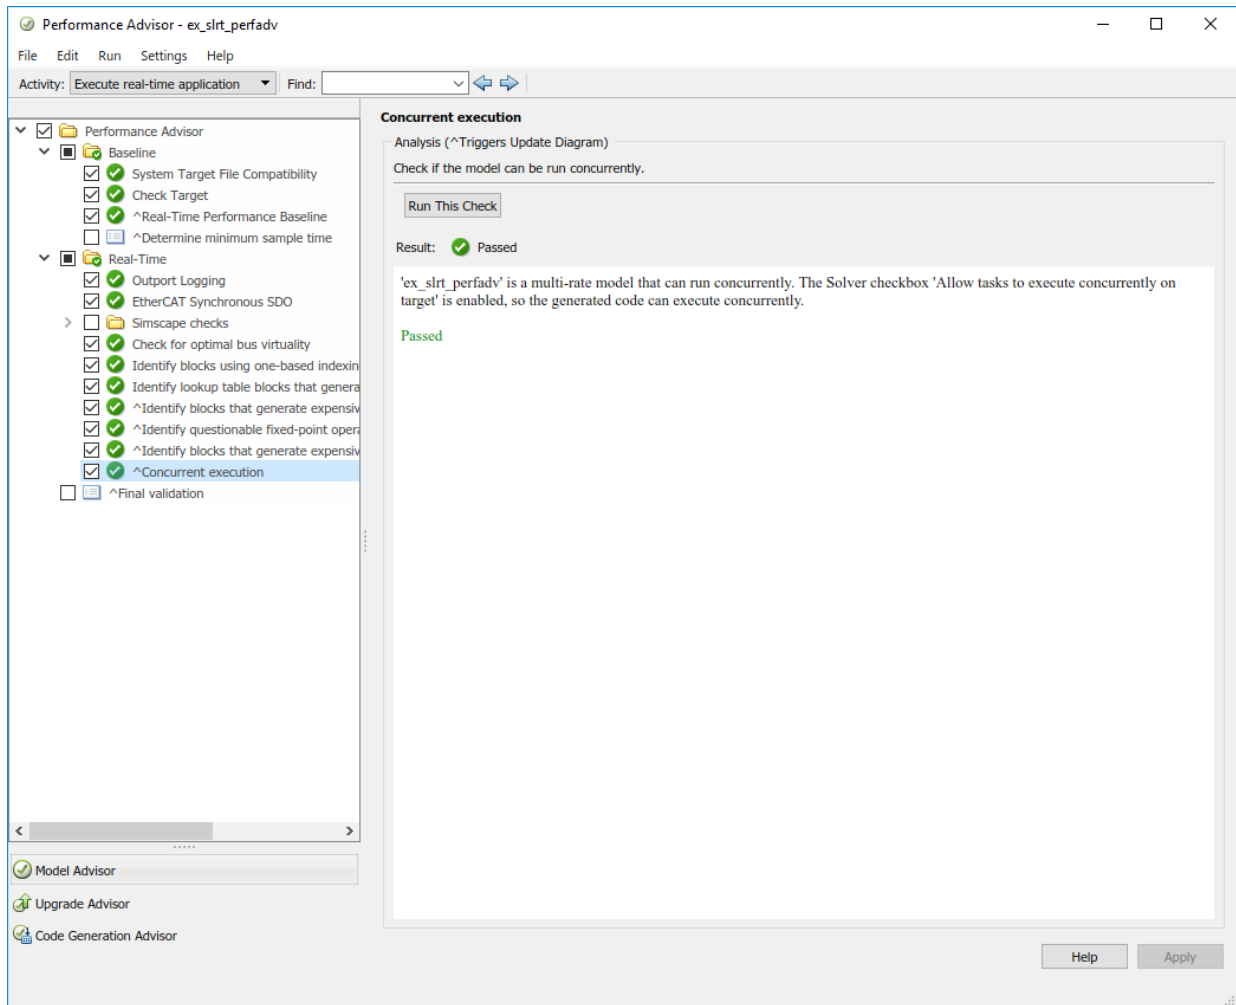 Performance Advisor - ex_slrt_perfadv
File Edit Run Settings Help
Activity: Execute real-time application Find:
Performance Advisor
Baseline
System Target File Compatibility
Check Target
^Real-Time Performance Baseline
^Determine minimum sample time
Real-Time
Outport Logging
EtherCAT Synchronous SDO
Simscape checks
Check for optimal bus virtuality
Identify blocks using one-based indexin
Identify lookup table blocks that genera
^Identify blocks that generate expensiv
^Identify questionable fixed-point opera
^Identify blocks that generate expensiv
^Concurrent execution
^Final validation
Model Advisor
Upgrade Advisor
Code Generation Advisor
Concurrent execution
Analysis (^Triggers Update Diagram)
Check if the model can be run concurrently.
Run This Check
Result: Passed
'ex_slrt_perfadv' is a multi-rate model that can run concurrently. The Solver checkbox 'Allow tasks to execute concurrently on
target' is enabled, so the generated code can execute concurrently.
Passed
Help Apply